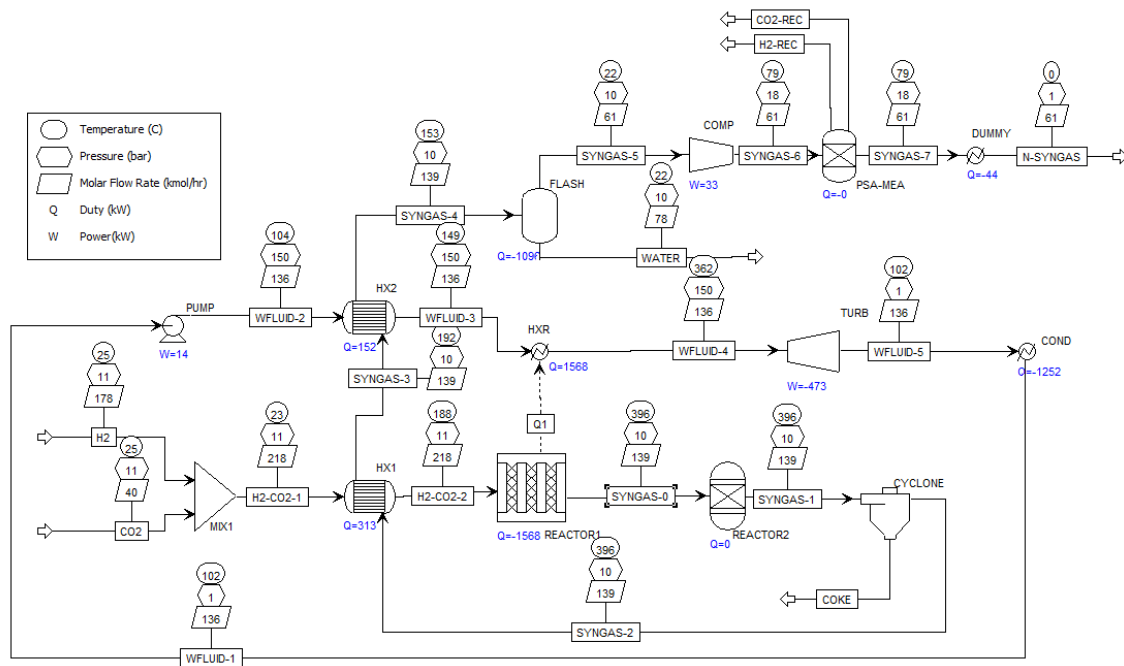 CO2-REC
H2-REC
Temperature (C)
Pressure (bar)
Molar Flow Rate (kmol/hr)
Q Duty (kW)
W Power(kW)
22
10
61
SYNGAS-5
COMP
W=33
79
18
61
SYNGAS-6
PSA-MEA
Q=-0
79
18
61
SYNGAS-7
DUMMY
Q=-44
0
1
61
N-SYNGAS
153
10
139
SYNGAS-4
FLASH
22
10
78
WATER
104
150
136
WFLUID-2
PUMP
W=14
HX2
Q=152
149
150
136
WFLUID-3
HXR
Q=1568
362
150
136
WFLUID-4
TURB
W=-473
102
1
136
WFLUID-5
COND
Q=-1252
192
10
139
SYNGAS-3
25
11
178
H2
25
11
40
CO2
MIX1
23
11
218
H2-CO2-1
HX1
Q=313
188
11
218
H2-CO2-2
Q1
REACTOR1
Q=-1568
396
10
139
SYNGAS-0
REACTOR2
Q=0
396
10
139
SYNGAS-1
CYCLONE
COKE
396
10
139
SYNGAS-2
102
1
136
WFLUID-1